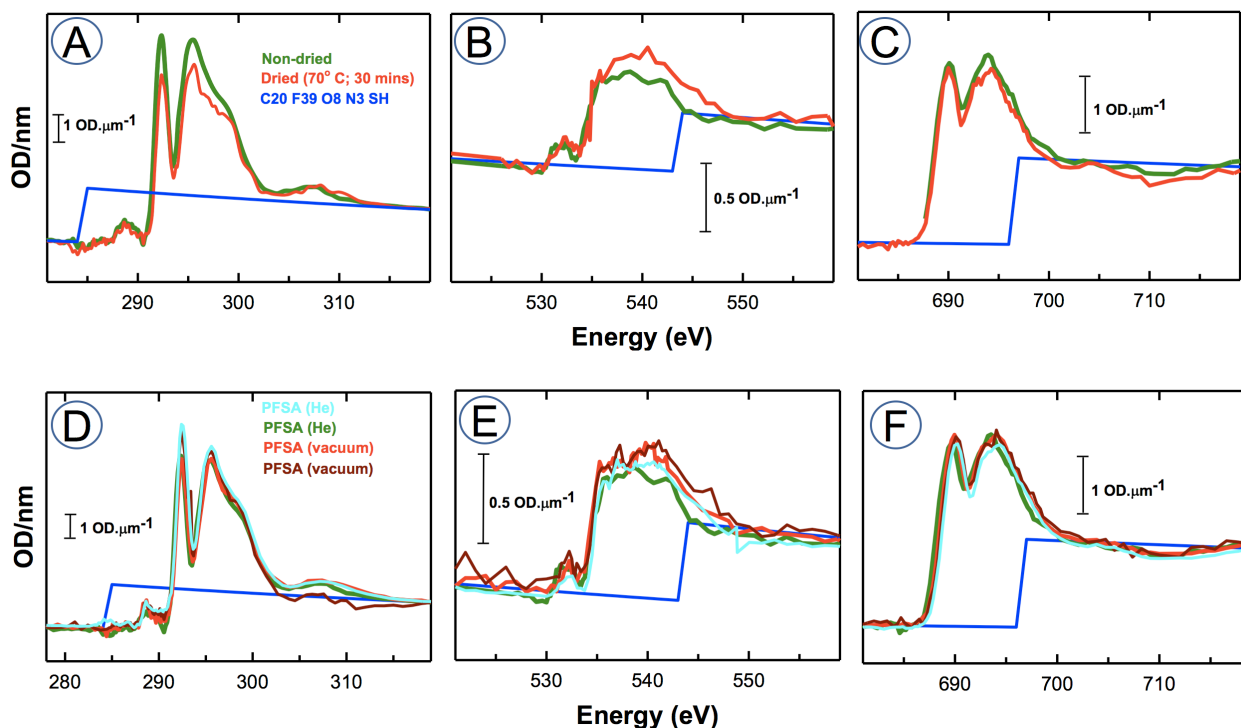 A
B
C
Non-dried
Dried (70° C; 30 mins)
C20 F39 O8 N3 SH
1 OD.μm⁻¹
0.5 OD.μm⁻¹
1 OD.μm⁻¹
OD/nm
290 300 310
530 540 550
690 700 710
Energy (eV)
D
E
F
PFSA (He)
PFSA (He)
PFSA (vacuum)
PFSA (vacuum)
1 OD.μm⁻¹
0.5 OD.μm⁻¹
1 OD.μm⁻¹
OD/nm
280 290 300 310
530 540 550
690 700 710
Energy (eV)